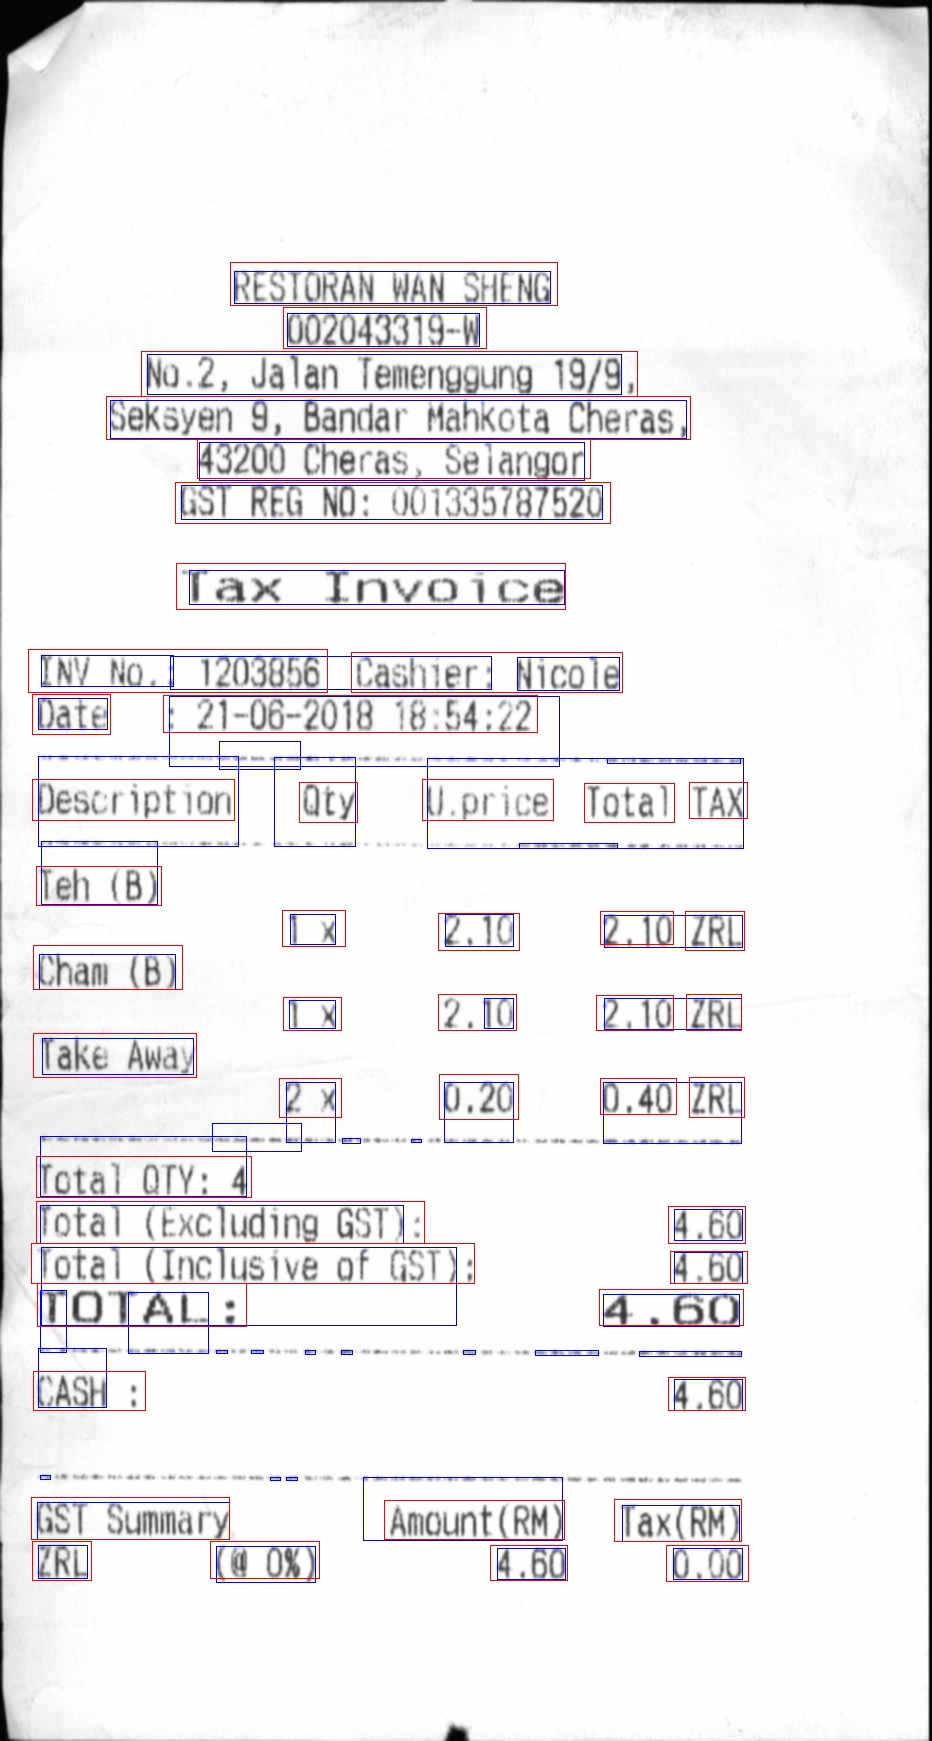 RESTORAN WAN SHENG
002043319-W
No.2, Jalan Temenggung 19/9,
Seksyen 9, Bandar Mahkota Cheras,
43200 Cheras, Selangor
GST REG NO: 001335787520
Tax Invoice
INV No.: 1203856 Cashier: Nicole
Date : 21-06-2018 18:54:22
Description Qty U.price Total TAX
Teh (B)
1 x 2.10 2.10 ZRL
Cham (B)
1 x 2.10 2.10 ZRL
Take Away
2 x 0.20 0.40 ZRL
Total QTY: 4
Total (Excluding GST): 4.60
Total (Inclusive of GST): 4.60
TOTAL: 4.60
CASH : 4.60
GST Summary Amount(RM) Tax(RM)
ZRL (@ 0%) 4.60 0.00